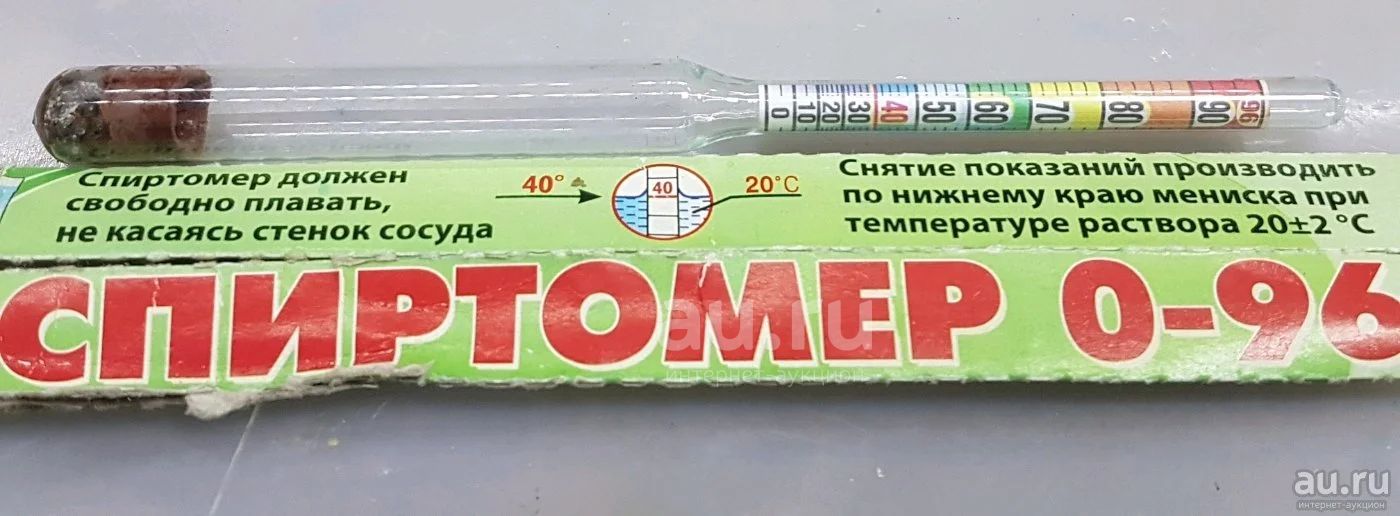 0 10 20 30 40 50 60 70 80 90 96
Спиртомер должен
свободно плавать,
не касаясь стенок сосуда
40°
40
20°C
Снятие показаний производить
по нижнему краю мениска при
температуре раствора 20±2°C
СПИРТОМЕР 0-96
au.ru
интернет-аукцион
au.ru
интернет-аукцион